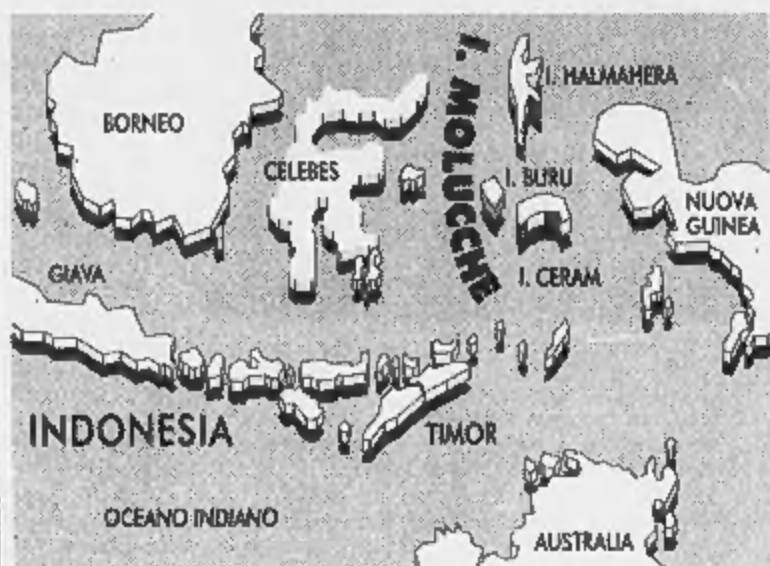 I. MOLUCCHE
I. HALMAHERA
BORNEO
CELEBES
I. BURU
NUOVA
GUINEA
GIAVA
I. CERAM
INDONESIA
TIMOR
OCEANO INDIANO
AUSTRALIA